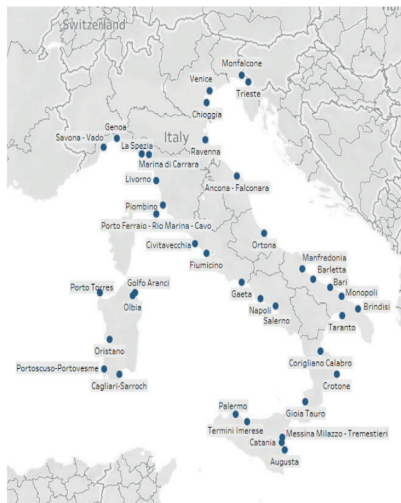 Switzerland
Monfalcone
Venice
Trieste
Chioggia
Genoa
Italy
Savona - Vado
La Spezia
Ravenna
Marina di Carrara
Livorno
Ancona - Falconara
Piombino
Porto Ferraio - Rio Marina - Cavo
Civitavecchia
Ortona
Fiumicino
Manfredonia
Barletta
Porto Torres
Golfo Aranci
Gaeta
Bari
Olbia
Monopoli
Napoli
Brindisi
Salerno
Taranto
Oristano
Corigliano Calabro
Portoscuso-Portovesme
Crotone
Cagliari-Sarroch
Palermo
Gioia Tauro
Termini Imerese
Messina Milazzo - Tremestieri
Catania
Augusta